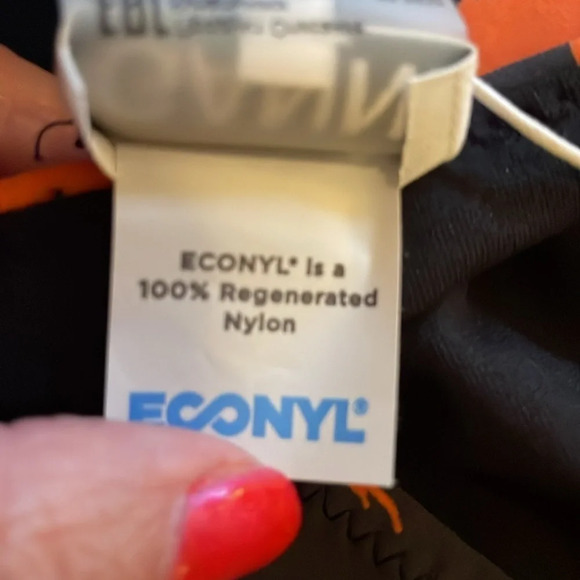 ECONYL® Is a
100% Regenerated
Nylon
ECONYL®